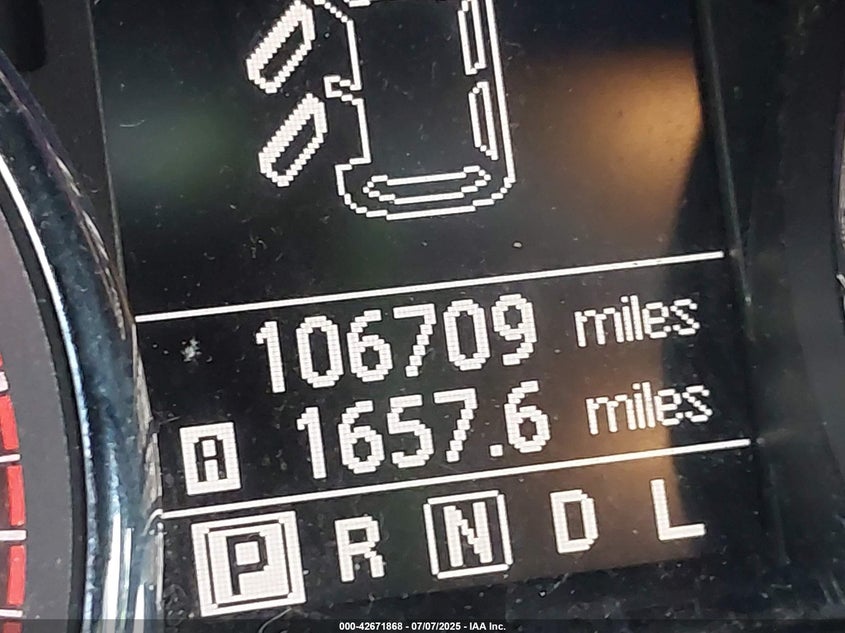 106709 miles
A 1657.6 miles
P R N D L
000-42671868 - 07/07/2025 - IAA Inc.